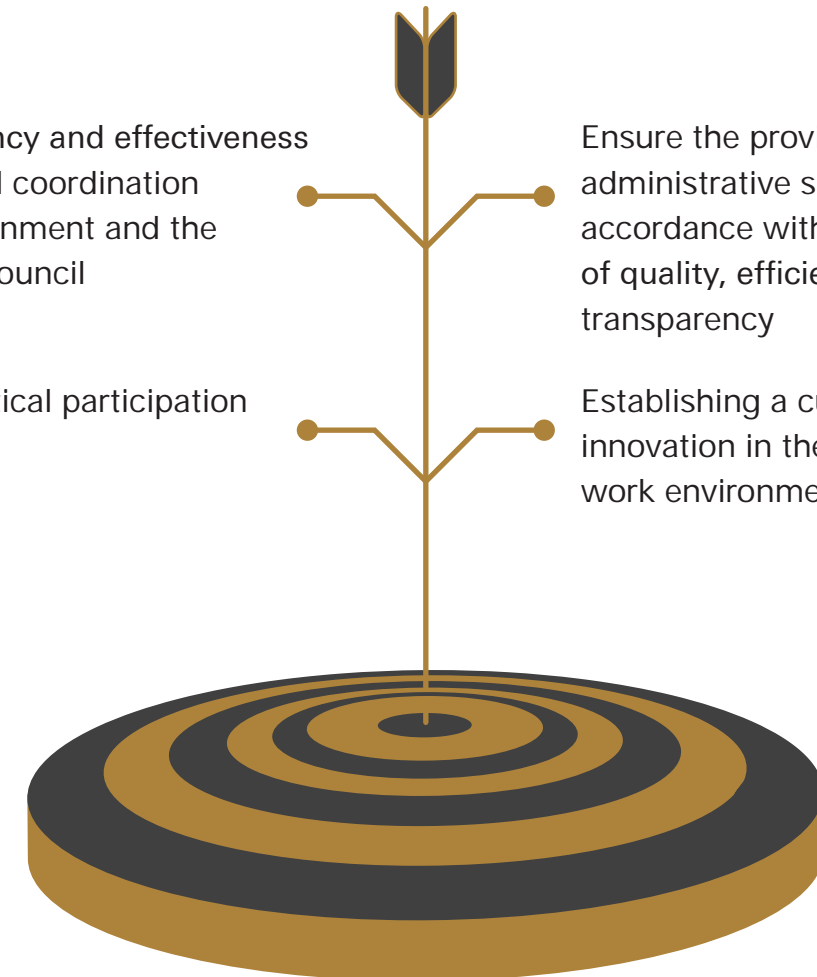 ncy and effectiveness
coordination
nment and the
ouncil
ical participation
Ensure the prov
administrative s
accordance with
of quality, efficie
transparency
Establishing a cu
innovation in the
work environme